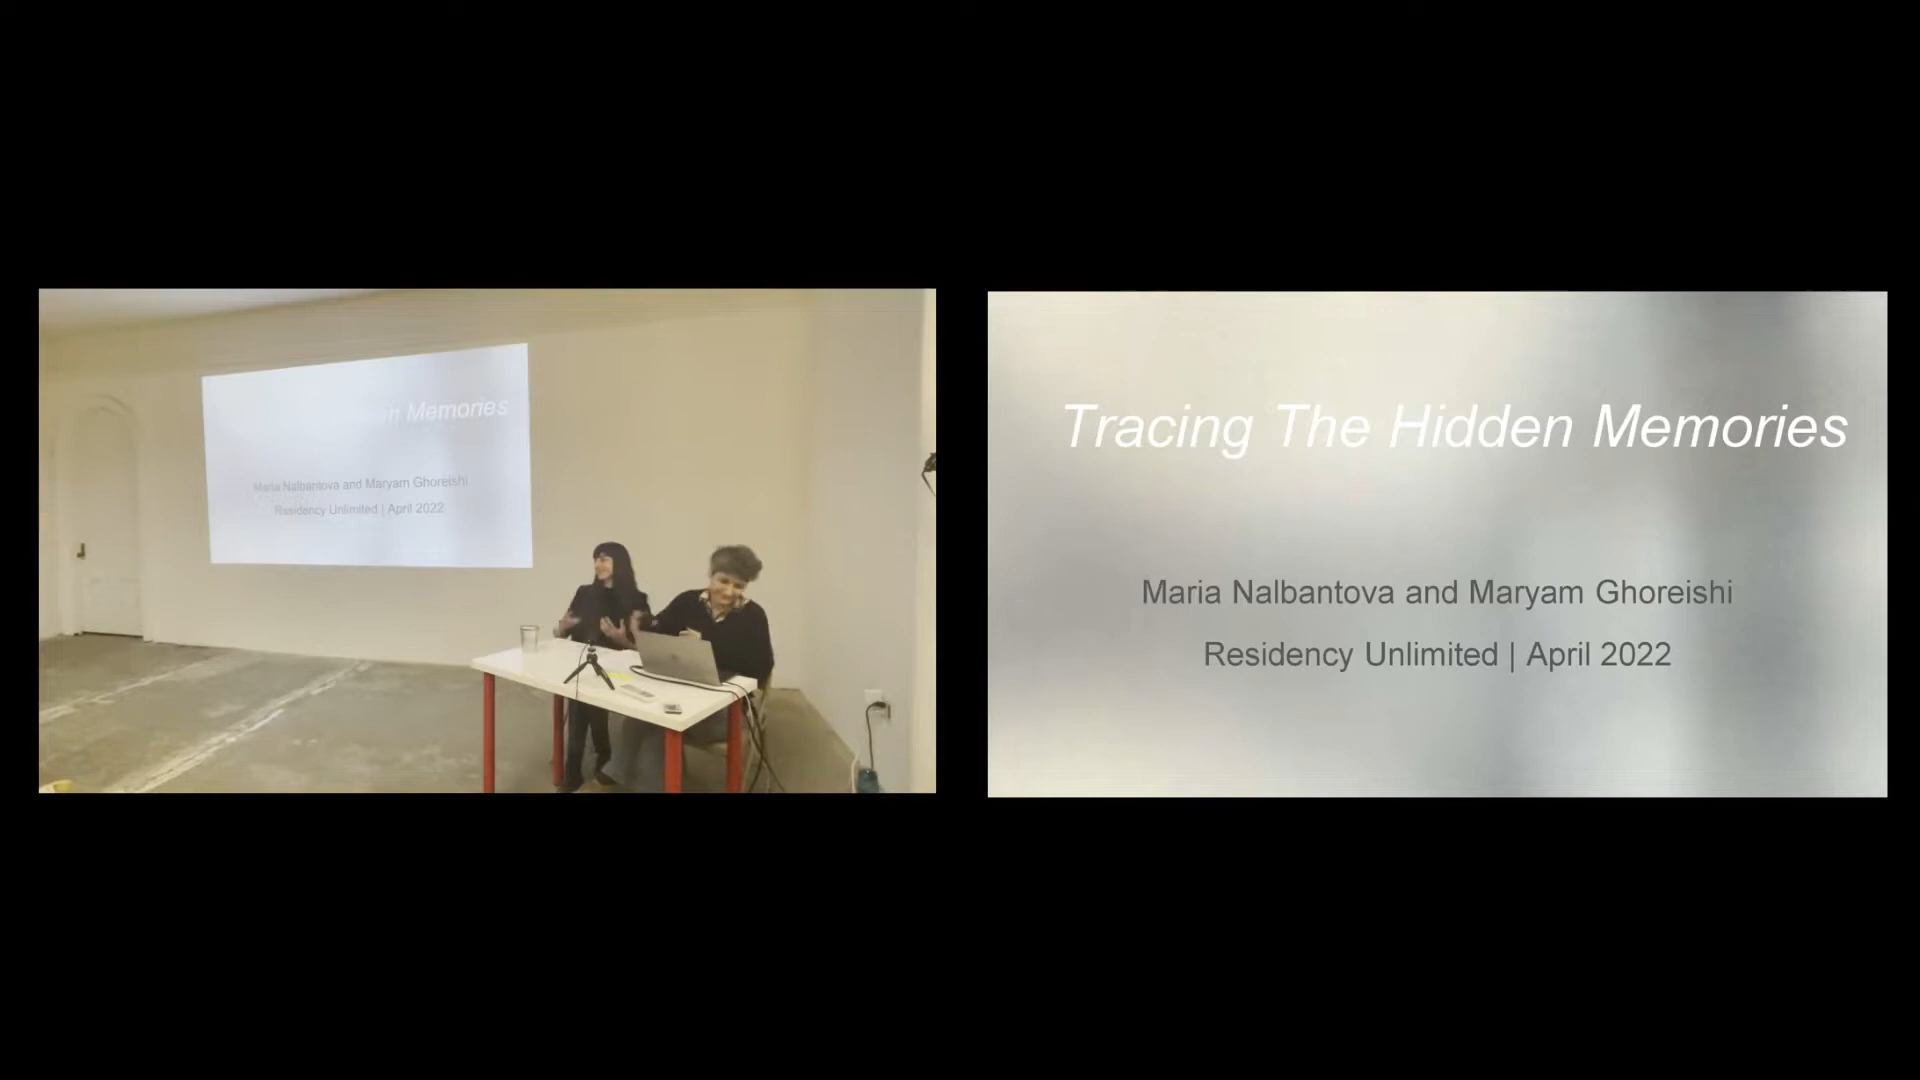 n Memories
Maria Nalbantova and Maryam Ghoreishi
Residency Unlimited | April 2022
Tracing The Hidden Memories
Maria Nalbantova and Maryam Ghoreishi
Residency Unlimited | April 2022